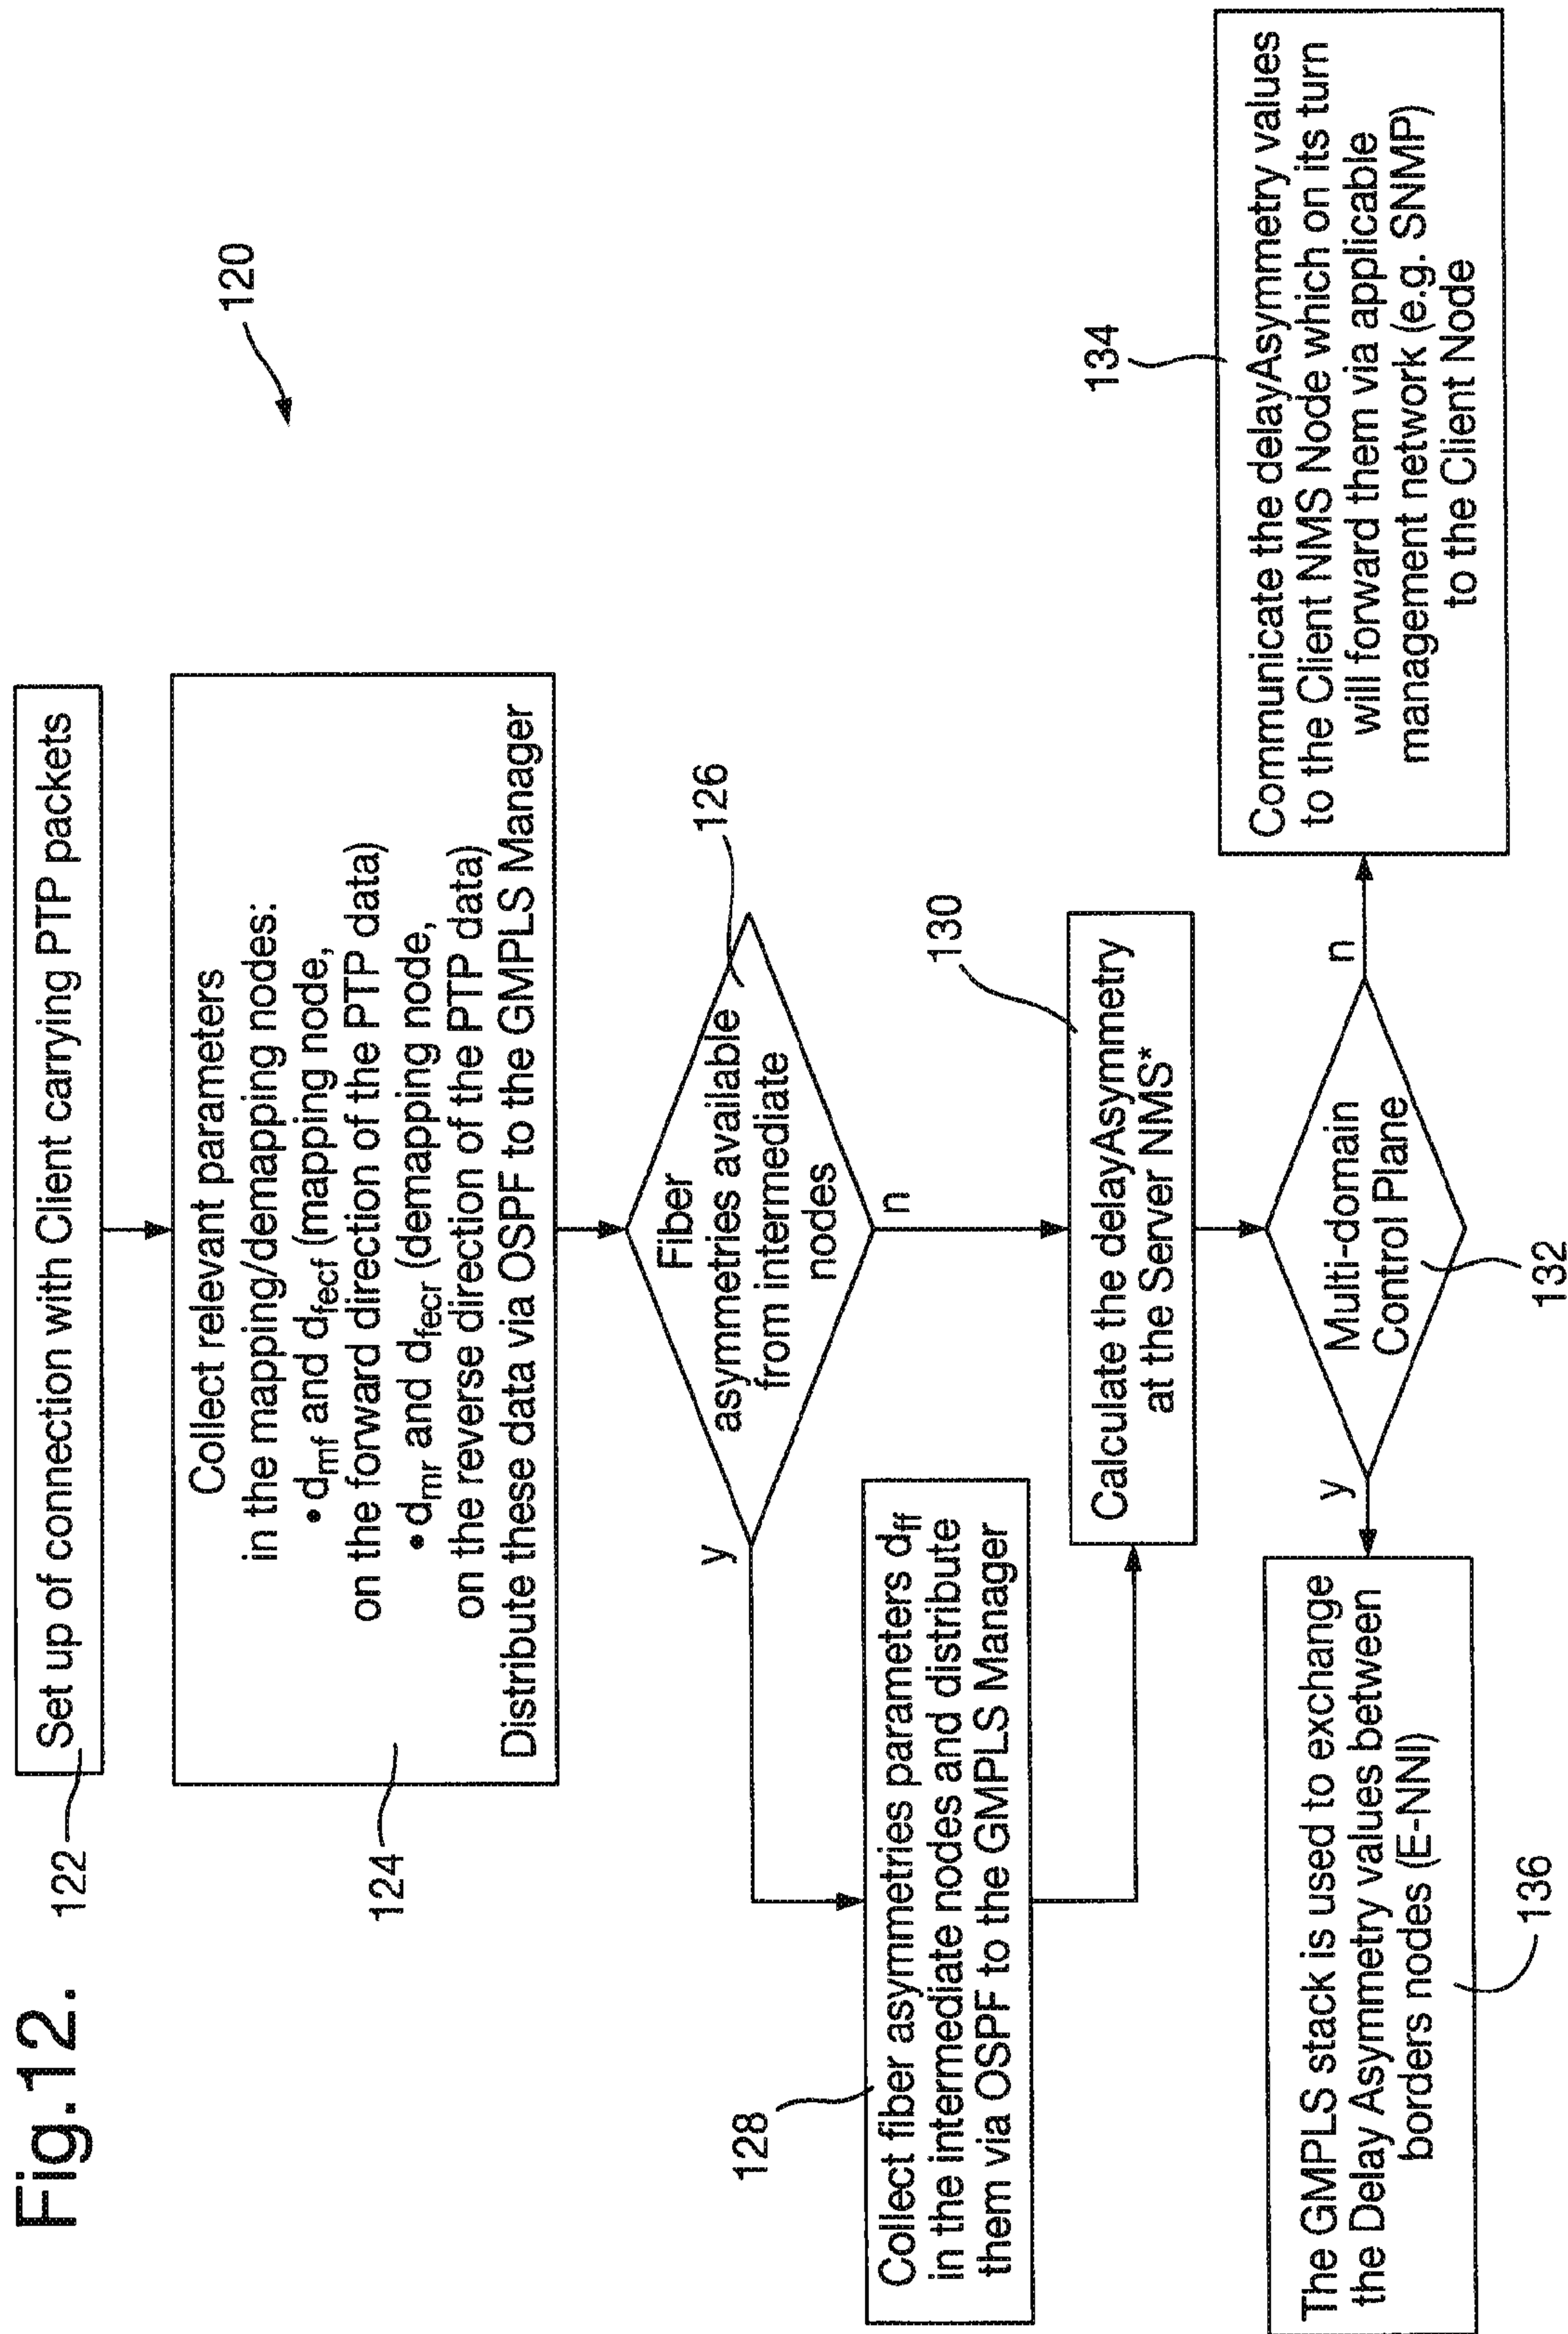 Fig.12.
120
122
Set up of connection with Client carrying PTP packets
124
Collect relevant parameters
in the mapping/demapping nodes:
• dmf and dfecf (mapping node,
on the forward direction of the PTP data)
• dmr and dfecr (demapping node,
on the reverse direction of the PTP data)
Distribute these data via OSPF to the GMPLS Manager
126
Fiber
asymmetries available
from intermediate
nodes
y
n
128
Collect fiber asymmetries parameters dff
in the intermediate nodes and distribute
them via OSPF to the GMPLS Manager
130
Calculate the delayAsymmetry
at the Server NMS*
132
Multi-domain
Control Plane
y
n
134
Communicate the delayAsymmetry values
to the Client NMS Node which on its turn
will forward them via applicable
management network (e.g. SNMP)
to the Client Node
136
The GMPLS stack is used to exchange
the Delay Asymmetry values between
borders nodes (E-NNI)